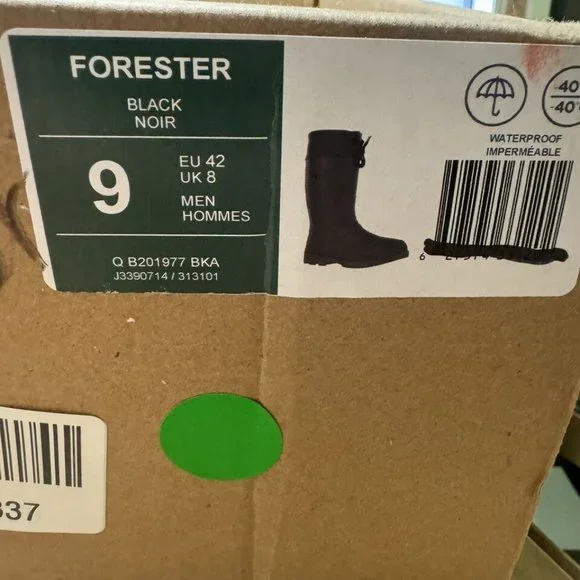 FORESTER
BLACK
NOIR
9
EU 42
UK 8
MEN
HOMMES
Q B201977 BKA
J3390714 / 313101
-40°
-40°
WATERPROOF
IMPERMÉABLE
337